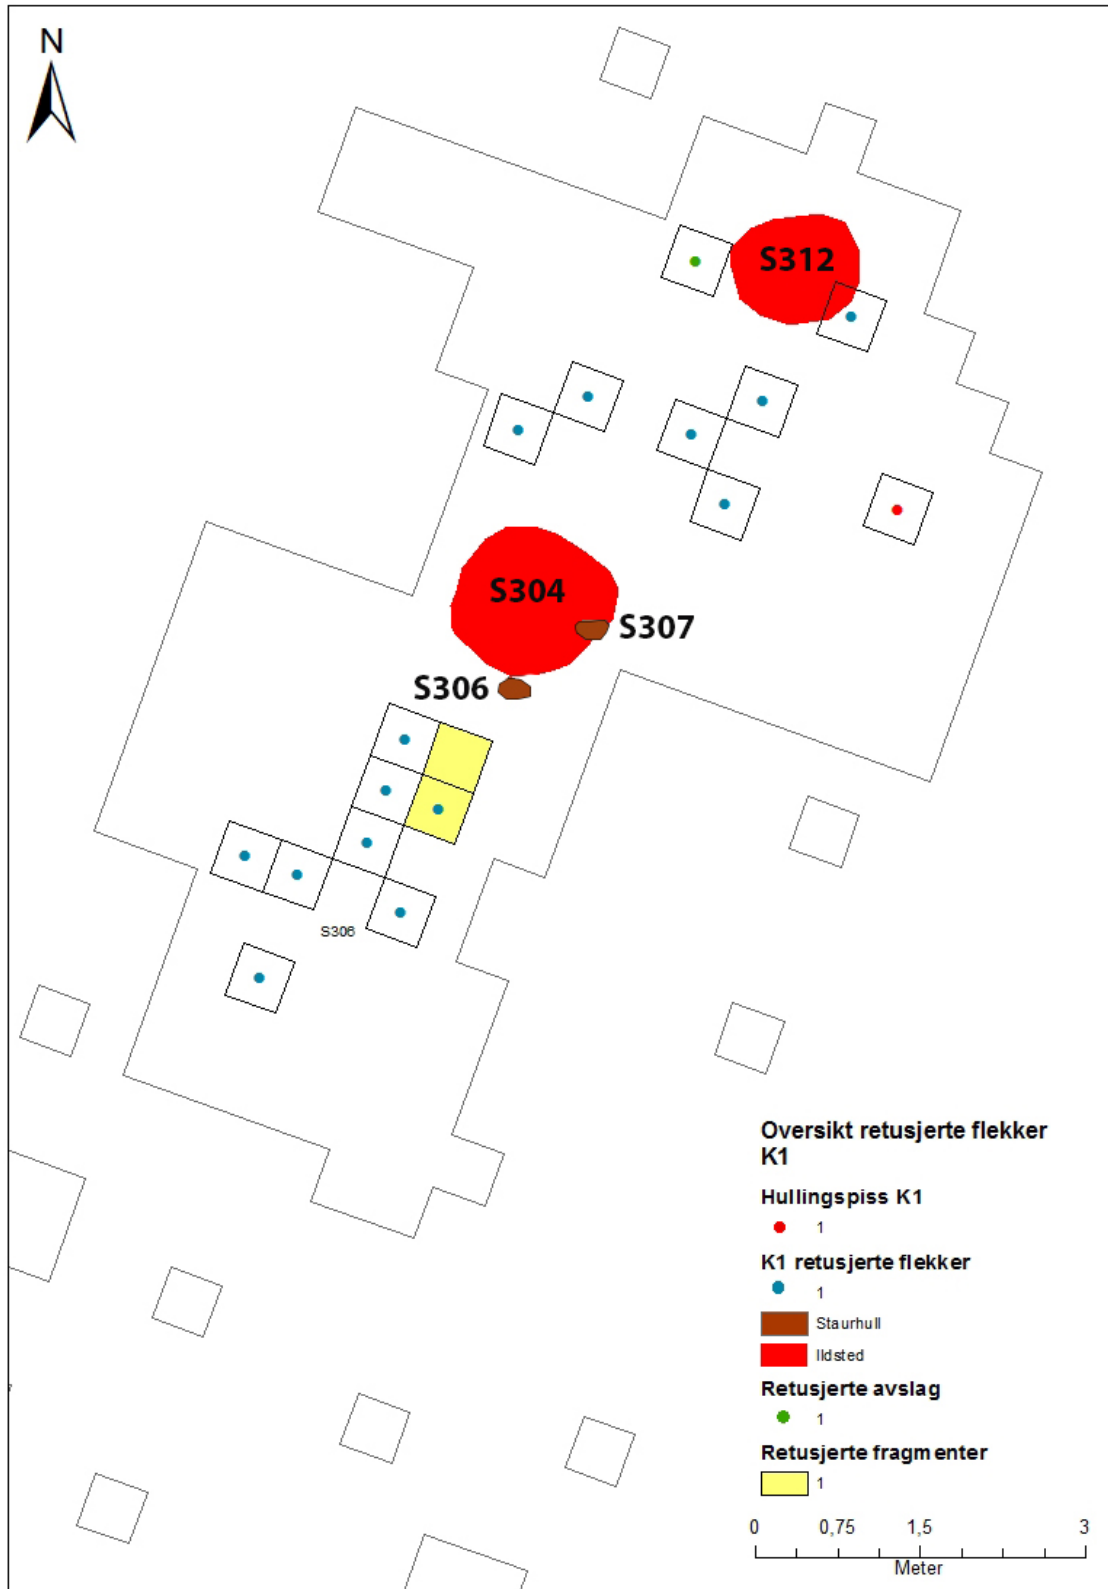 N
S312
S304
S307
S306
S306
Oversikt retusjerte flekker
K1
Hullingspiss K1
1
K1 retusjerte flekker
1
Staurhull
Ildsted
Retusjerte avslag
1
Retusjerte fragmenter
1
0 0,75 1,5 3
Meter